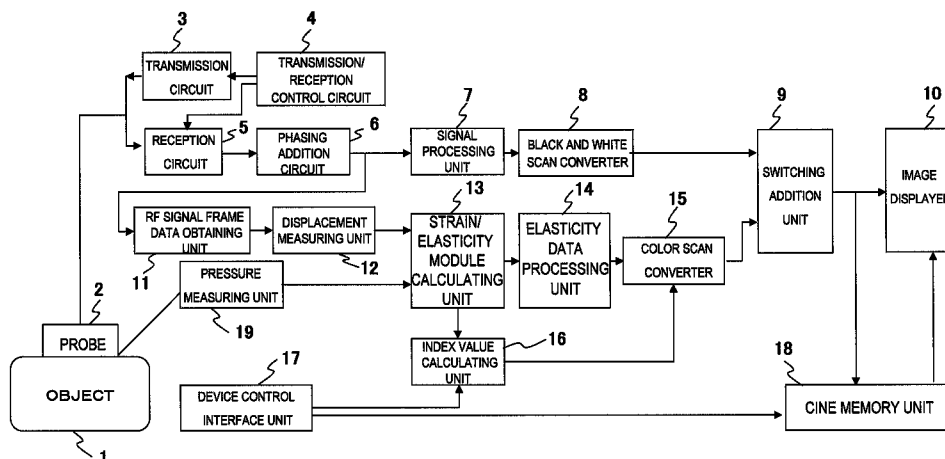 3
4
TRANSMISSION
CIRCUIT
TRANSMISSION/
RECEPTION
CONTROL CIRCUIT
5
RECEPTION
CIRCUIT
6
PHASING
ADDITION
CIRCUIT
7
SIGNAL
PROCESSING
UNIT
8
BLACK AND WHITE
SCAN CONVERTER
9
SWITCHING
ADDITION
UNIT
10
IMAGE
DISPLAYER
RF SIGNAL FRAME
DATA OBTAINING
UNIT
11
DISPLACEMENT
MEASURING UNIT
12
13
STRAIN/
ELASTICITY
MODULE
CALCULATING
UNIT
14
ELASTICITY
DATA
PROCESSING
UNIT
15
COLOR SCAN
CONVERTER
PRESSURE
MEASURING UNIT
19
2
PROBE
OBJECT
1
INDEX VALUE
CALCULATING
UNIT
16
17
DEVICE CONTROL
INTERFACE UNIT
18
CINE MEMORY UNIT